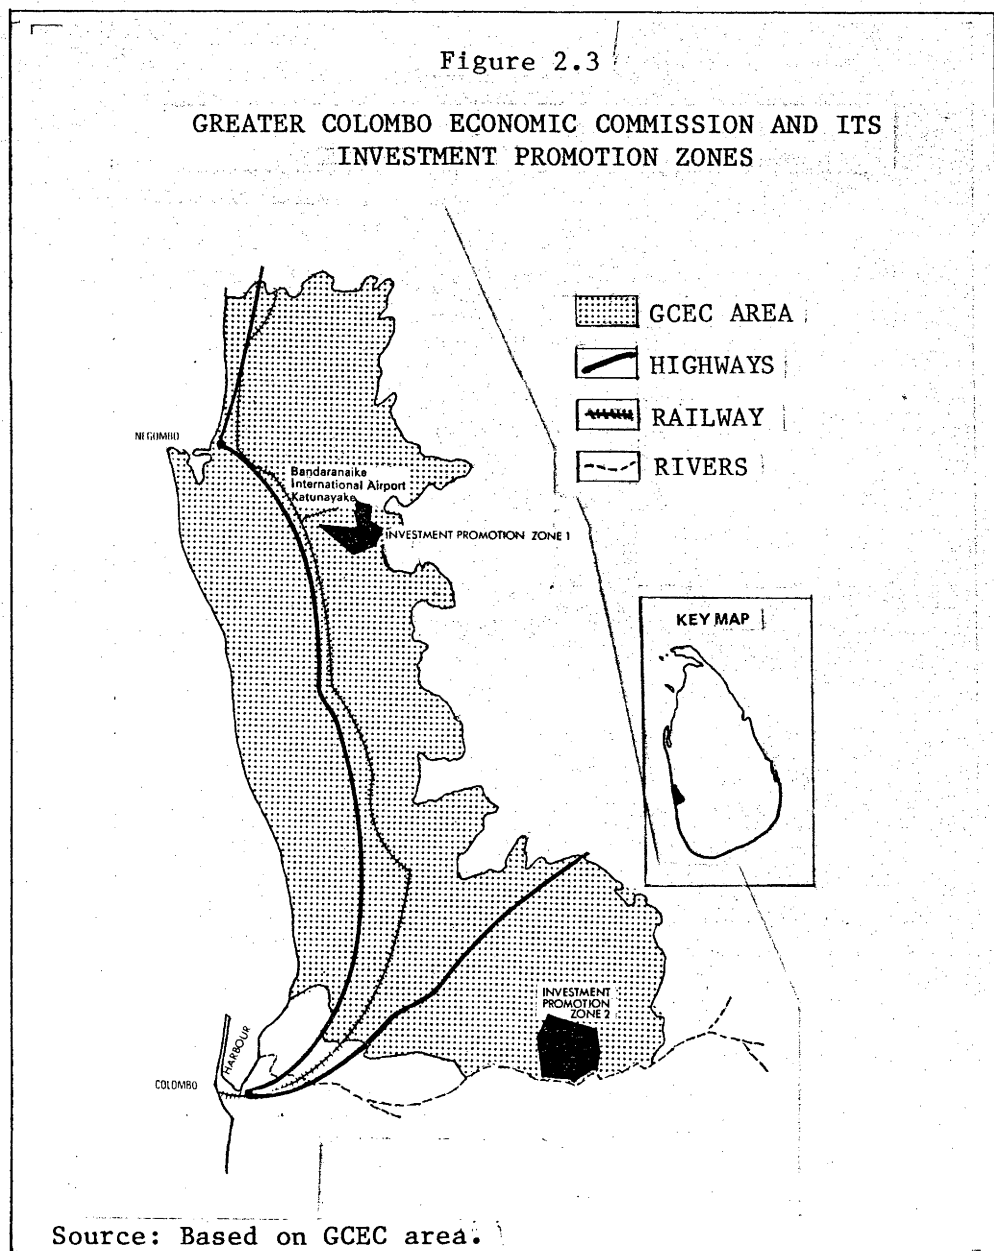 Figure 2.3
GREATER COLOMBO ECONOMIC COMMISSION AND ITS
INVESTMENT PROMOTION ZONES
GCEC AREA
HIGHWAYS
RAILWAY
RIVERS
NEGOMBO
Bandaranaike
International Airport
Katunayake
INVESTMENT PROMOTION ZONE 1
KEY MAP
INVESTMENT
PROMOTION
ZONE 2
HARBOUR
COLOMBO
Source: Based on GCEC area.